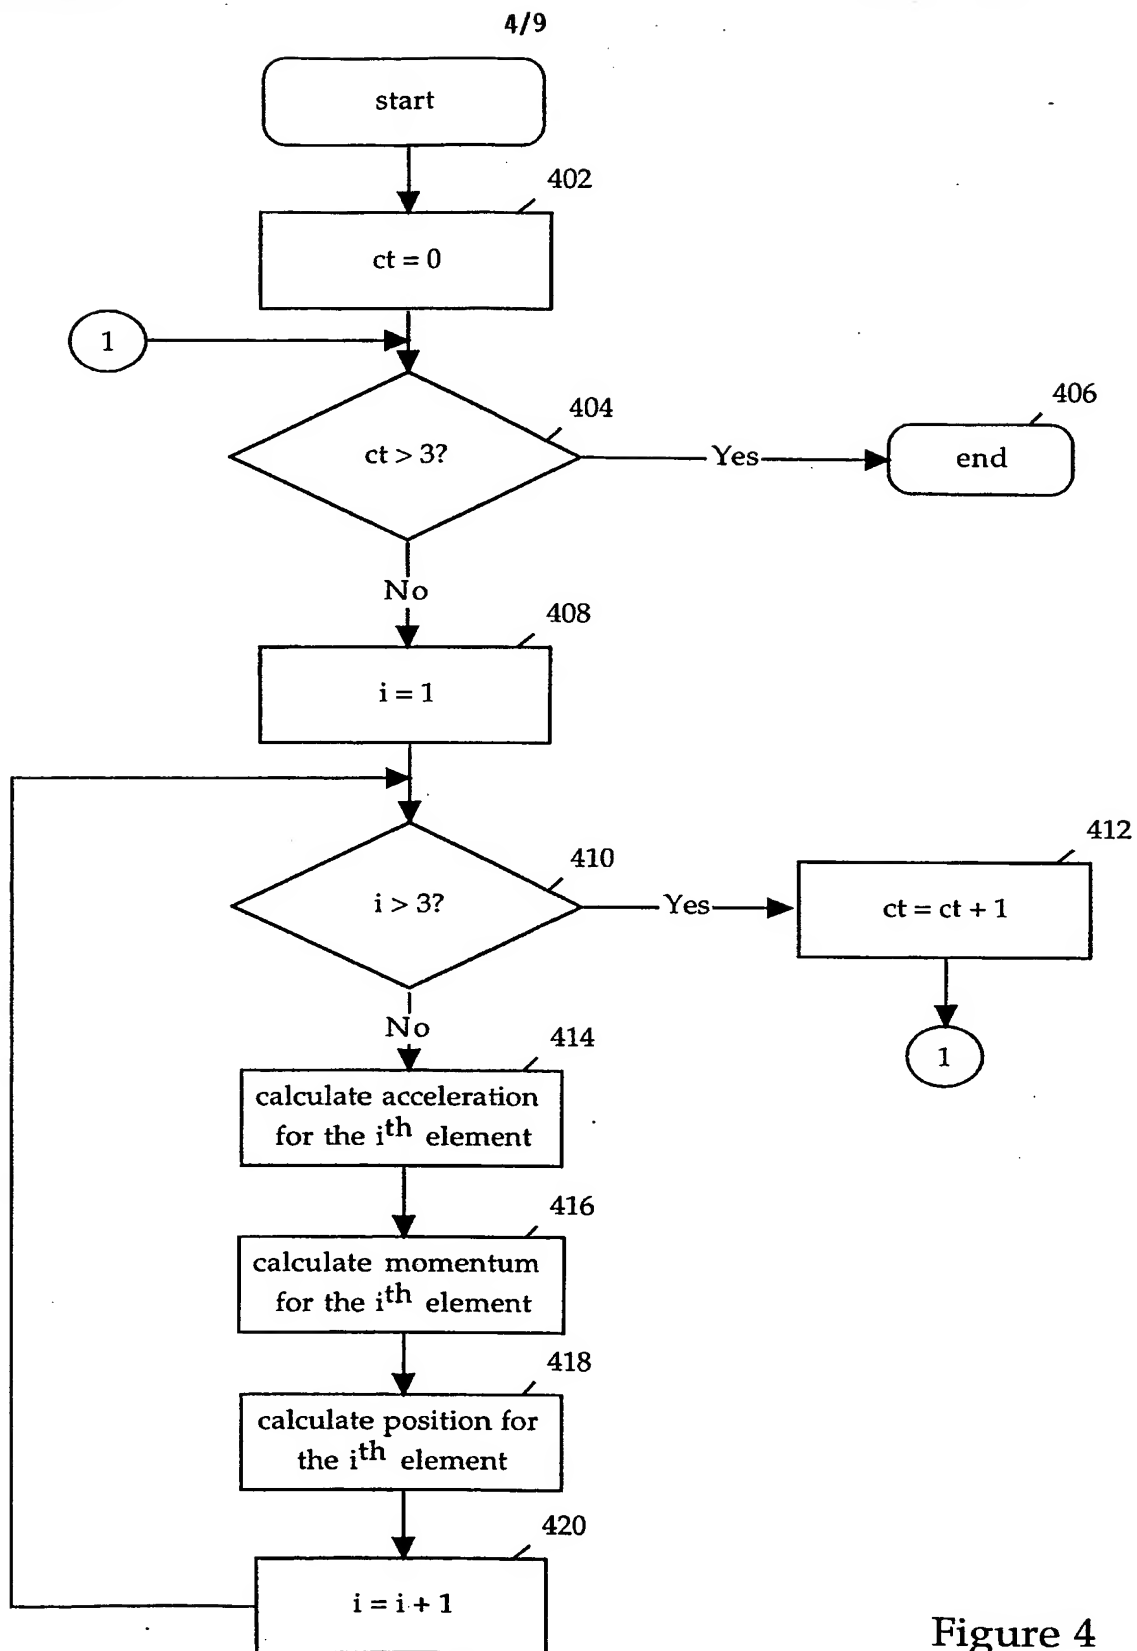 4/9
start
402
ct = 0
1
404
406
ct > 3?
Yes
end
No
408
i = 1
412
410
i > 3?
Yes
ct = ct + 1
No
1
414
calculate acceleration
for the ith element
416
calculate momentum
for the ith element
418
calculate position for
the ith element
420
i = i + 1
Figure 4